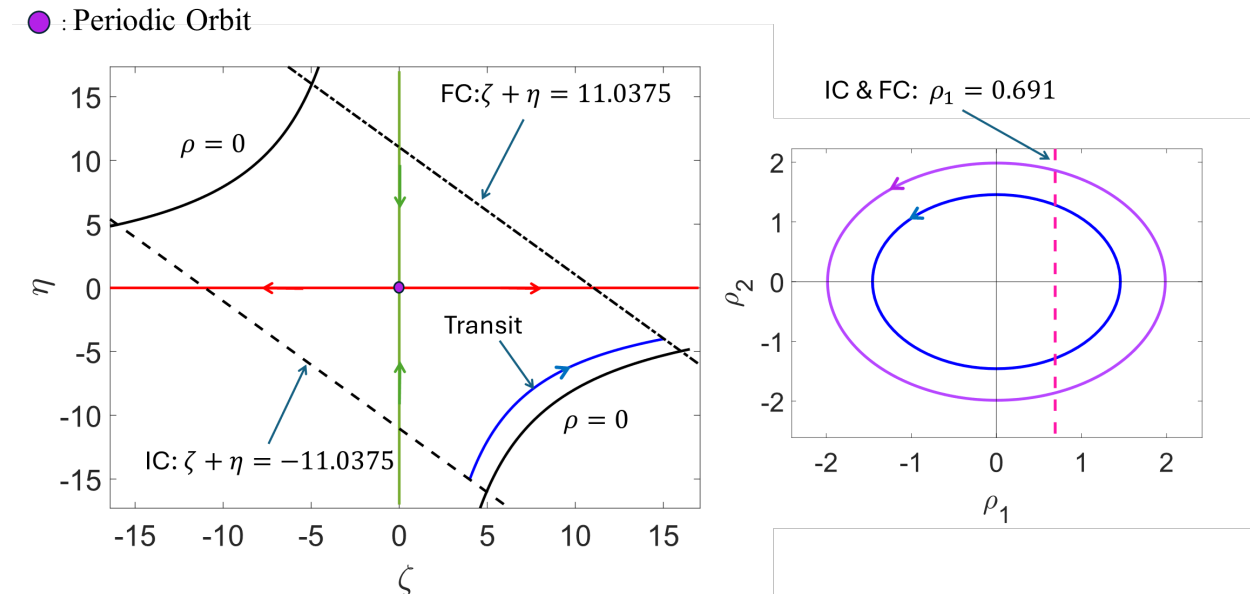 : Periodic Orbit
FC:ζ + η = 11.0375
IC & FC: ρ₁ = 0.691
ρ = 0
Transit
ρ = 0
IC: ζ + η = −11.0375
15
10
5
0
-5
-10
-15
η
-15 -10 -5 0 5 10 15
ζ
2
1
0
-1
-2
ρ₂
-2 -1 0 1 2
ρ₁